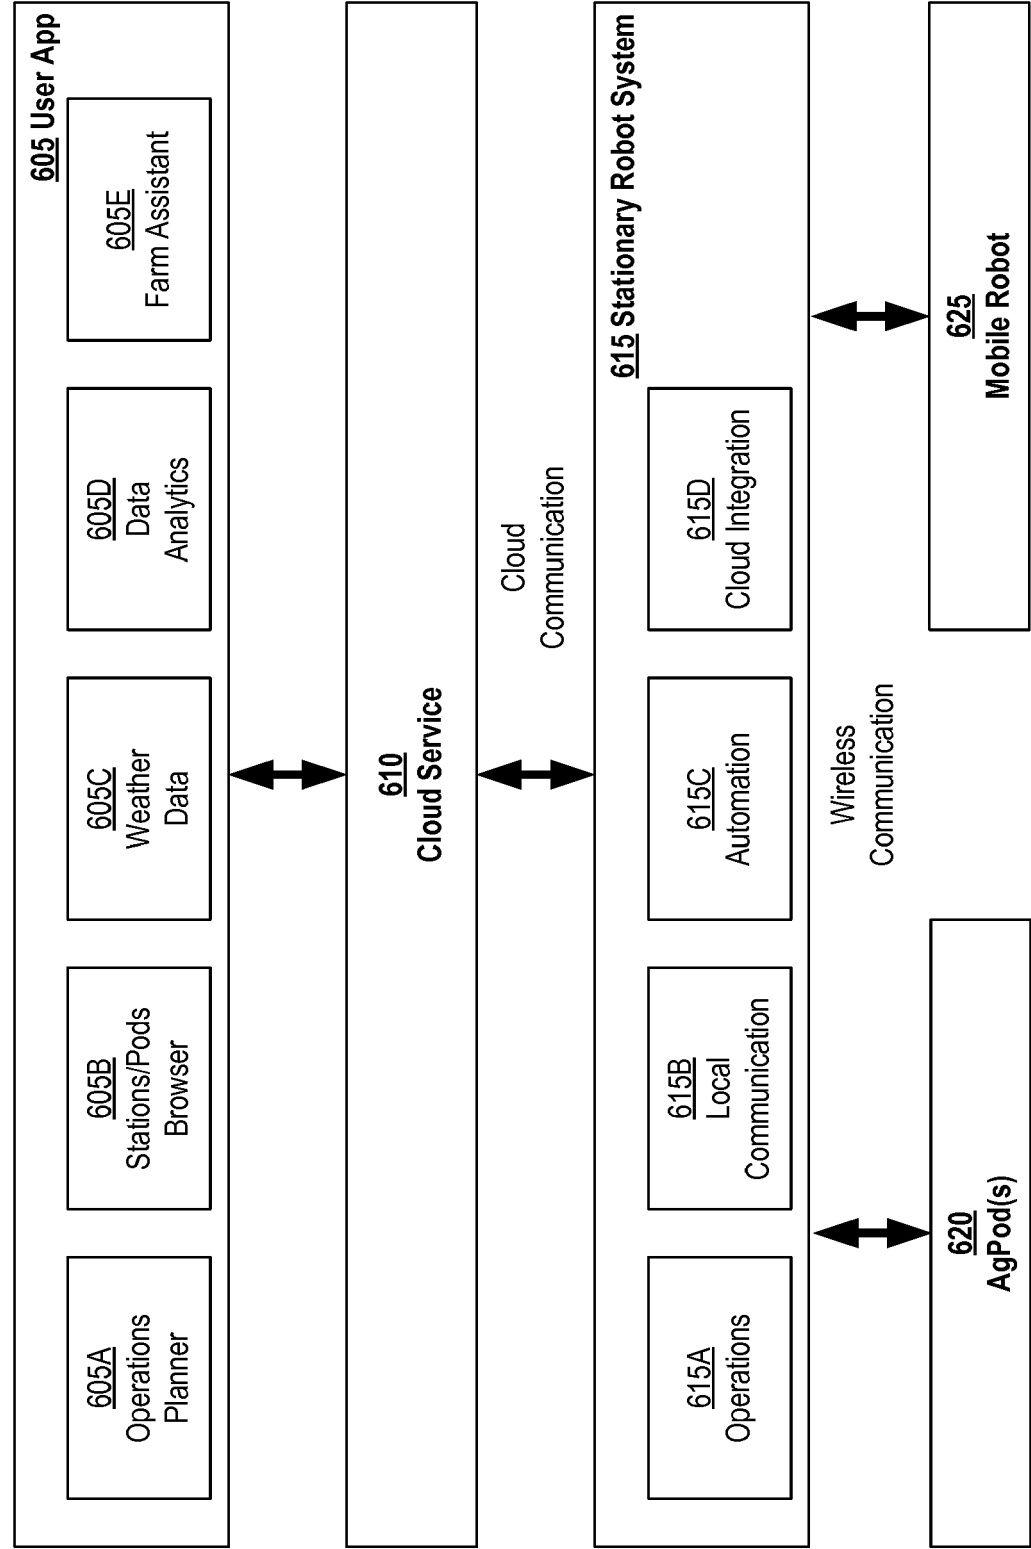 605 User App
605A
Operations
Planner
605B
Stations/Pods
Browser
605C
Weather
Data
605D
Data
Analytics
605E
Farm Assistant
610
Cloud Service
Cloud
Communication
615 Stationary Robot System
615A
Operations
615B
Local
Communication
615C
Automation
615D
Cloud Integration
Wireless
Communication
620
AgPod(s)
625
Mobile Robot